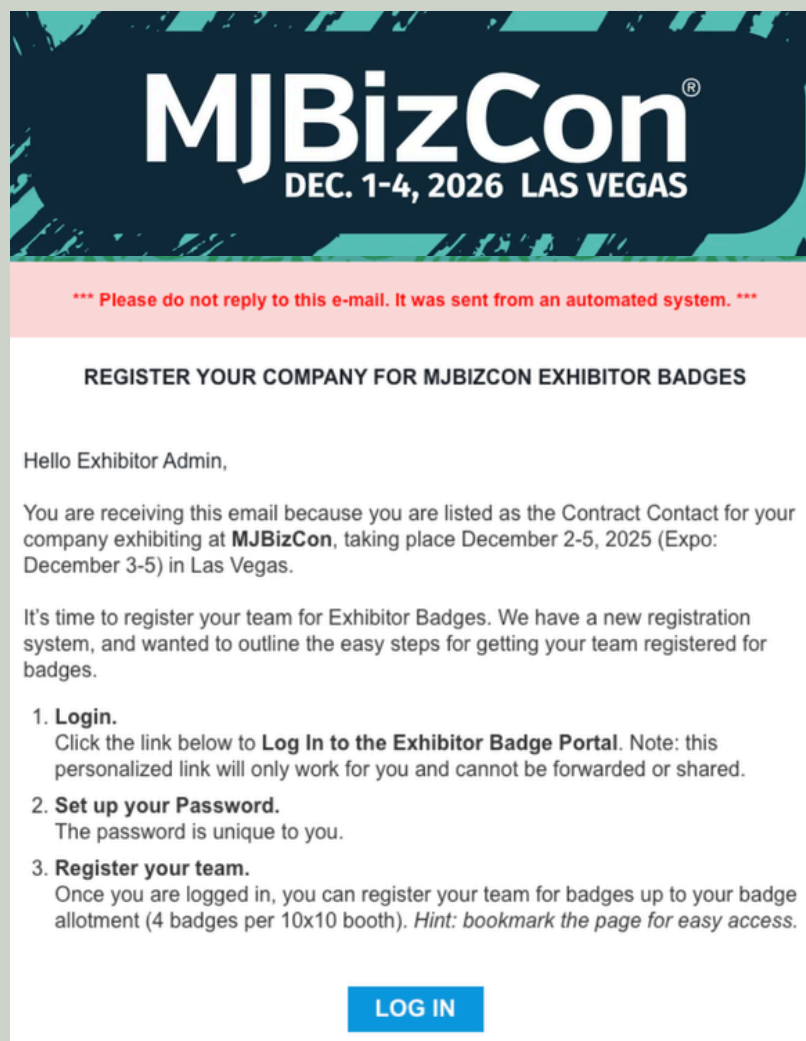 MJBizCon®
DEC. 1-4, 2026 LAS VEGAS
*** Please do not reply to this e-mail. It was sent from an automated system. ***
REGISTER YOUR COMPANY FOR MJBIZCON EXHIBITOR BADGES
Hello Exhibitor Admin,
You are receiving this email because you are listed as the Contract Contact for your
company exhibiting at MJBizCon, taking place December 2-5, 2025 (Expo:
December 3-5) in Las Vegas.
It’s time to register your team for Exhibitor Badges. We have a new registration
system, and wanted to outline the easy steps for getting your team registered for
badges.
1. Login.
Click the link below to Log In to the Exhibitor Badge Portal. Note: this
personalized link will only work for you and cannot be forwarded or shared.
2. Set up your Password.
The password is unique to you.
3. Register your team.
Once you are logged in, you can register your team for badges up to your badge
allotment (4 badges per 10x10 booth). Hint: bookmark the page for easy access.
LOG IN